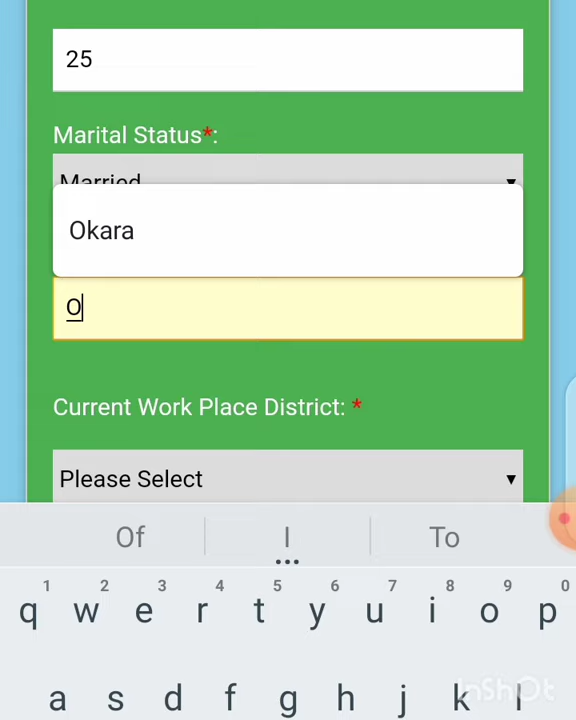 25
Marital Status*:
Married
Okara
O
Current Work Place District: *
Please Select
Of I To
1 2 3 4 5 6 7 8 9 0
q w e r t y u i o p
a s d f g h j k l
InShOt